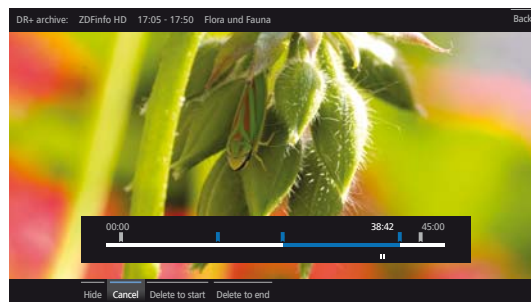 DR+ archive: ZDFinfo HD 17:05 - 17:50 Flora und Fauna Back
00:00 38:42 45:00
Hide Cancel Delete to start Delete to end